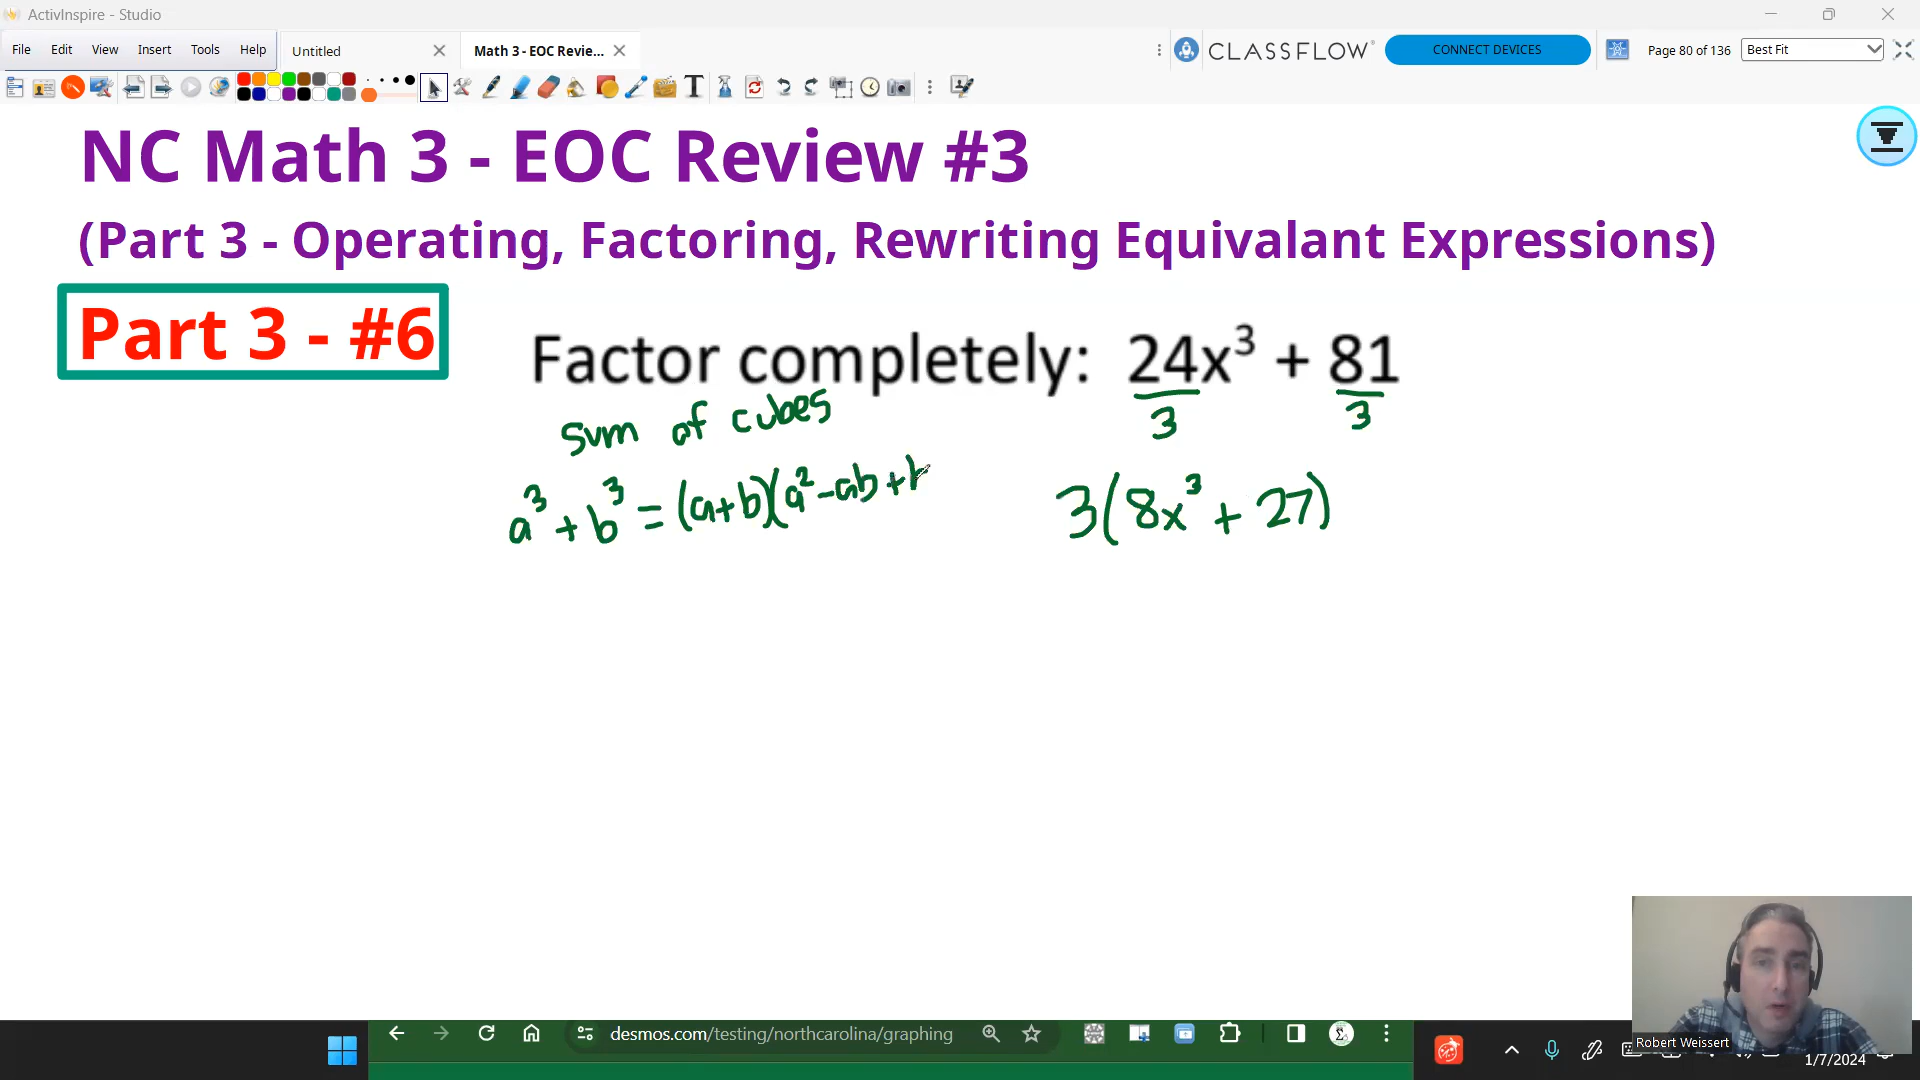 ActivInspire - Studio
File Edit View Insert Tools Help
Untitled
Math 3 - EOC Revie...
CLASSFLOW
CONNECT DEVICES
Page 80 of 136
Best Fit
NC Math 3 - EOC Review #3
(Part 3 - Operating, Factoring, Rewriting Equivalant Expressions)
Part 3 - #6
Factor completely: 24x³ + 81
3 3
sum of cubes
a³ + b³ = (a+b)(a² - ab + b
3(8x³ + 27)
desmos.com/testing/northcarolina/graphing
Robert Weissert
1/7/2024